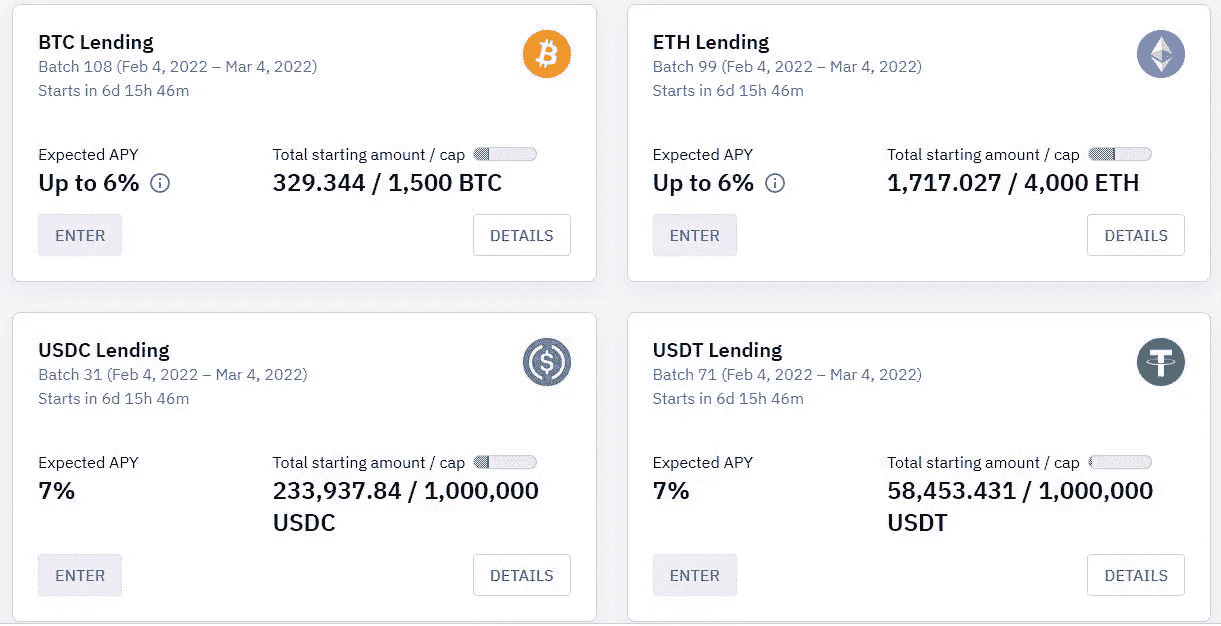 BTC Lending
Batch 108 (Feb 4, 2022 – Mar 4, 2022)
Starts in 6d 15h 46m
Expected APY
Up to 6%
Total starting amount / cap
329.344 / 1,500 BTC
ENTER
DETAILS
ETH Lending
Batch 99 (Feb 4, 2022 – Mar 4, 2022)
Starts in 6d 15h 46m
Expected APY
Up to 6%
Total starting amount / cap
1,717.027 / 4,000 ETH
ENTER
DETAILS
USDC Lending
Batch 31 (Feb 4, 2022 – Mar 4, 2022)
Starts in 6d 15h 46m
Expected APY
7%
Total starting amount / cap
233,937.84 / 1,000,000
USDC
ENTER
DETAILS
USDT Lending
Batch 71 (Feb 4, 2022 – Mar 4, 2022)
Starts in 6d 15h 46m
Expected APY
7%
Total starting amount / cap
58,453.431 / 1,000,000
USDT
ENTER
DETAILS